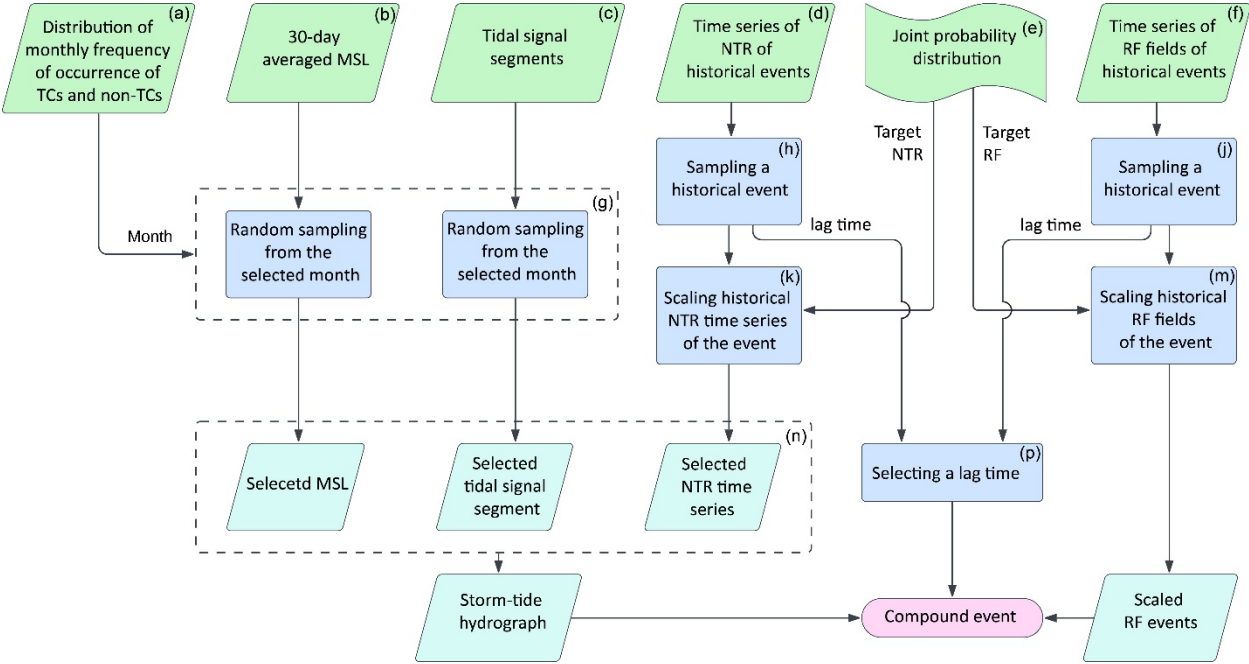 (a)
Distribution of
monthly frequency
of occurrence of
TCs and non-TCs
(b)
30-day
averaged MSL
(c)
Tidal signal
segments
(d)
Time series of
NTR of
historical events
(e)
Joint probability
distribution
(f)
Time series of
RF fields of
historical events
Target
NTR
Target
RF
(g)
Month
Random sampling
from the
selected month
Random sampling
from the
selected month
(h)
Sampling a
historical event
(j)
Sampling a
historical event
lag time
lag time
(k)
Scaling historical
NTR time series
of the event
(m)
Scaling historical
RF fields
of the event
(n)
Selecetd MSL
Selected
tidal signal
segment
Selected
NTR time
series
(p)
Selecting a lag time
Storm-tide
hydrograph
Compound event
Scaled
RF events